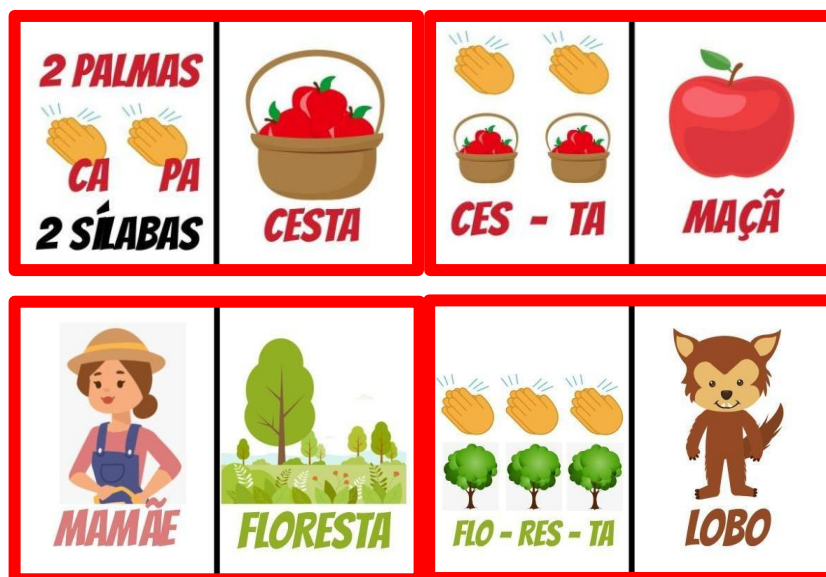 2 PALMAS
CA PA
2 SÍLABAS
CESTA
CES - TA
MAÇÃ
MAMÃE
FLORESTA
FLO - RES - TA
LOBO